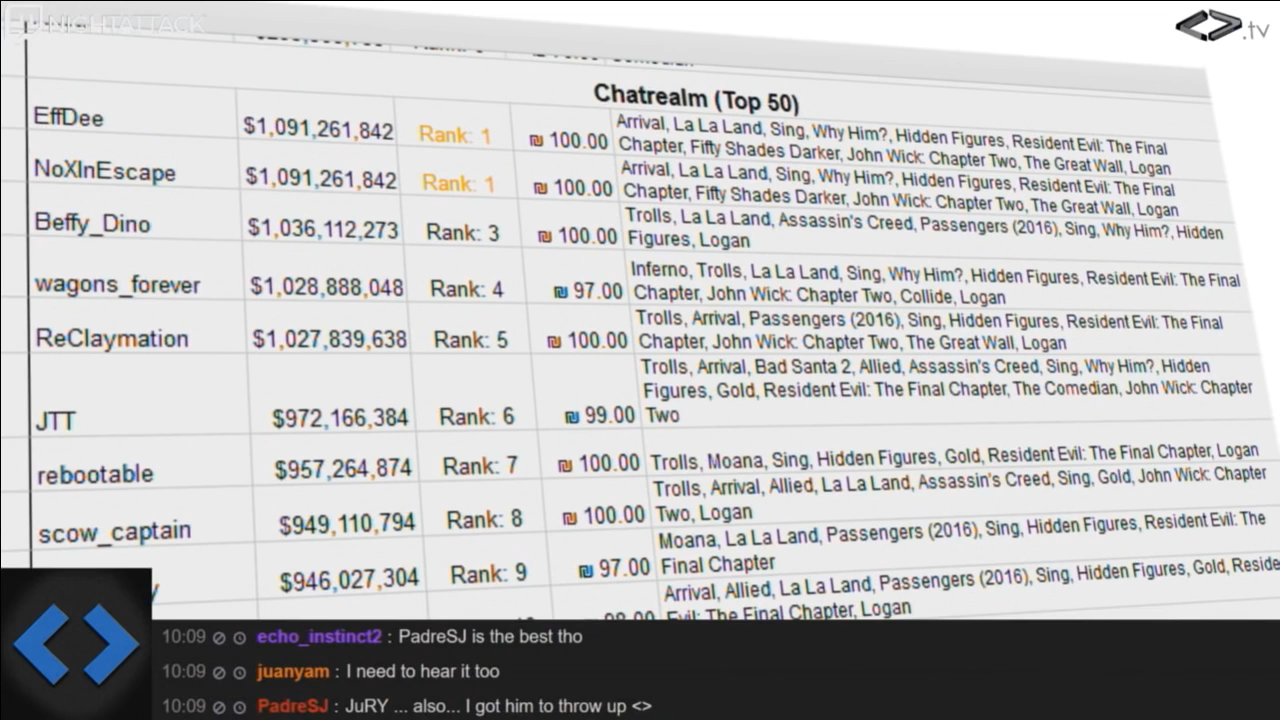 NIGHTATTACK
<>.tv
Chatrealm (Top 50)
EffDee $1,091,261,842 Rank: 1 ₪ 100.00 Arrival, La La Land, Sing, Why Him?, Hidden Figures, Resident Evil: The Final
Chapter, Fifty Shades Darker, John Wick: Chapter Two, The Great Wall, Logan
NoXInEscape $1,091,261,842 Rank: 1 ₪ 100.00 Arrival, La La Land, Sing, Why Him?, Hidden Figures, Resident Evil: The Final
Chapter, Fifty Shades Darker, John Wick: Chapter Two, The Great Wall, Logan
Beffy_Dino $1,036,112,273 Rank: 3 ₪ 100.00 Trolls, La La Land, Assassin's Creed, Passengers (2016), Sing, Why Him?, Hidden
Figures, Logan
wagons_forever $1,028,888,048 Rank: 4 ₪ 97.00 Inferno, Trolls, La La Land, Sing, Why Him?, Hidden Figures, Resident Evil: The Final
Chapter, John Wick: Chapter Two, Collide, Logan
ReClaymation $1,027,839,638 Rank: 5 ₪ 100.00 Trolls, Arrival, Passengers (2016), Sing, Hidden Figures, Resident Evil: The Final
Chapter, John Wick: Chapter Two, The Great Wall, Logan
JTT $972,166,384 Rank: 6 ₪ 99.00 Trolls, Arrival, Bad Santa 2, Allied, Assassin's Creed, Sing, Why Him?, Hidden
Figures, Gold, Resident Evil: The Final Chapter, The Comedian, John Wick: Chapter
Two
rebootable $957,264,874 Rank: 7 ₪ 100.00 Trolls, Moana, Sing, Hidden Figures, Gold, Resident Evil: The Final Chapter, Logan
scow_captain $949,110,794 Rank: 8 ₪ 100.00 Trolls, Arrival, Allied, La La Land, Assassin's Creed, Sing, Gold, John Wick: Chapter
Two, Logan
$946,027,304 Rank: 9 ₪ 97.00 Moana, La La Land, Passengers (2016), Sing, Hidden Figures, Resident Evil: The
Final Chapter
Arrival, Allied, La La Land, Passengers (2016), Sing, Hidden Figures, Gold, Reside
Evil: The Final Chapter, Logan
10:09 echo_instinct2 : PadreSJ is the best tho
10:09 juanyam : I need to hear it too
10:09 PadreSJ : JuRY ... also... I got him to throw up <>